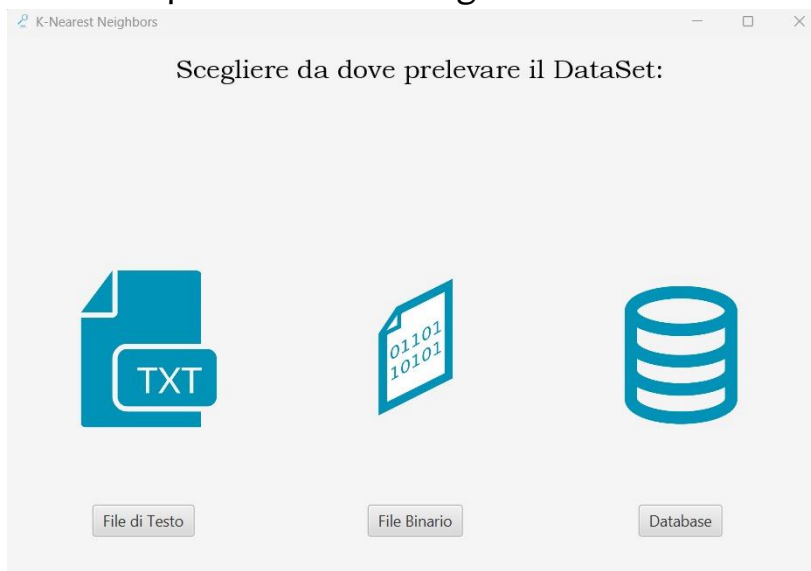 K-Nearest Neighbors
Scegliere da dove prelevare il DataSet:
TXT
01101
10101
File di Testo
File Binario
Database